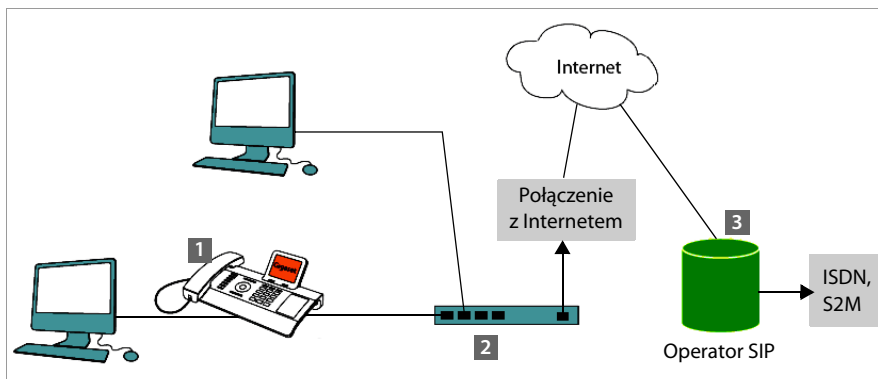 Internet
Połączenie
z Internetem
1
3
ISDN,
S2M
2
Operator SIP